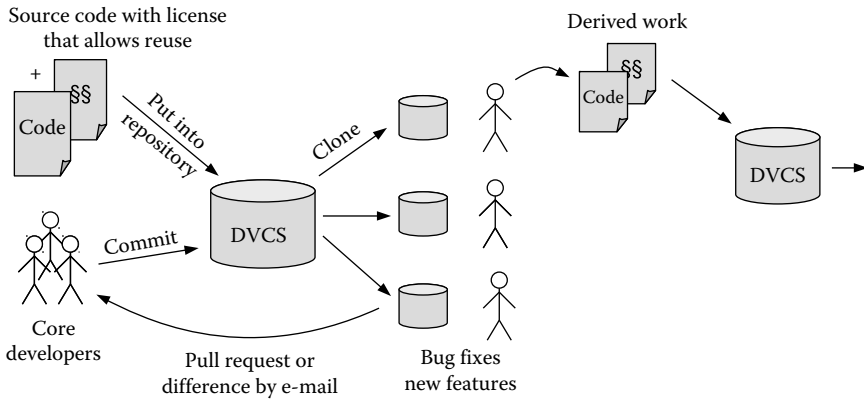 Source code with license
that allows reuse
+
§§
Code
Put into
repository
Clone
Commit
DVCS
Core
developers
Pull request or
difference by e-mail
Bug fixes
new features
Derived work
§§
Code
DVCS